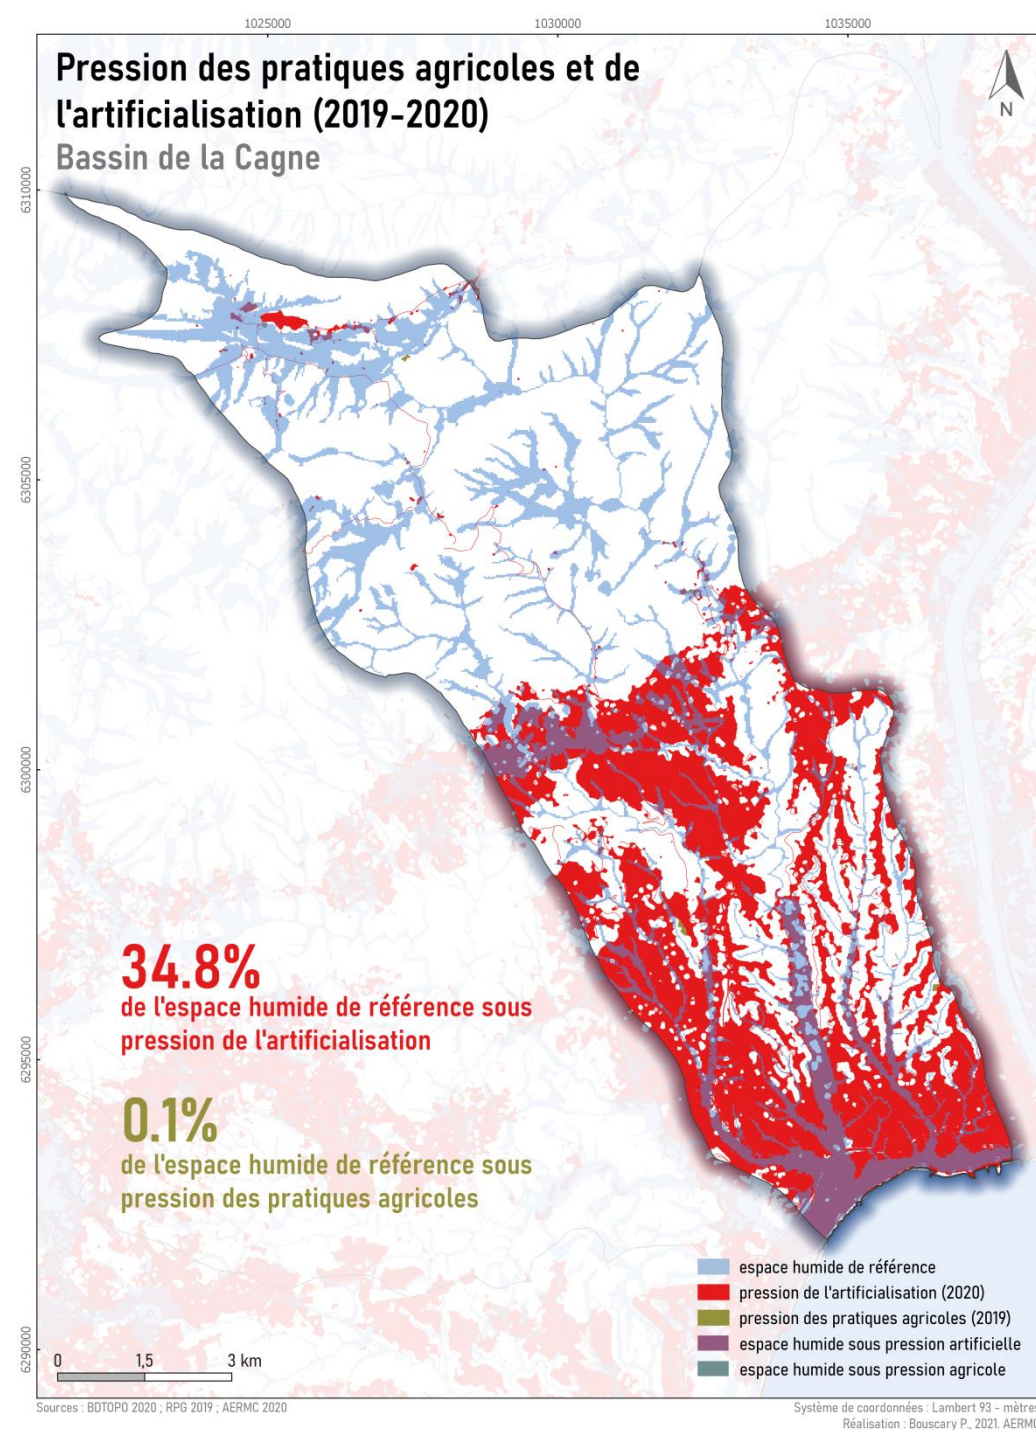 1025000
1030000
1035000
Pression des pratiques agricoles et de
l'artificialisation (2019-2020)
Bassin de la Cagne
N
6310000
6305000
6300000
6295000
6290000
34.8%
de l'espace humide de référence sous
pression de l'artificialisation
0.1%
de l'espace humide de référence sous
pression des pratiques agricoles
espace humide de référence
pression de l'artificialisation (2020)
pression des pratiques agricoles (2019)
espace humide sous pression artificielle
espace humide sous pression agricole
0 1,5 3 km
Sources : BDTOPO 2020 ; RPG 2019 ; AERMC 2020
Système de coordonnées : Lambert 93 - mètres
Réalisation : Bouscary P., 2021. AERMC